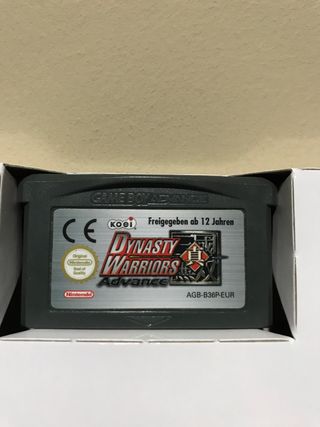 GAME BOY ADVANCE
CE
KOEI
Freigegeben ab 12 Jahren
DYNASTY
WARRIORS
Advance
真
Original
Nintendo
Seal of
Quality
Nintendo
AGB-B36P-EUR